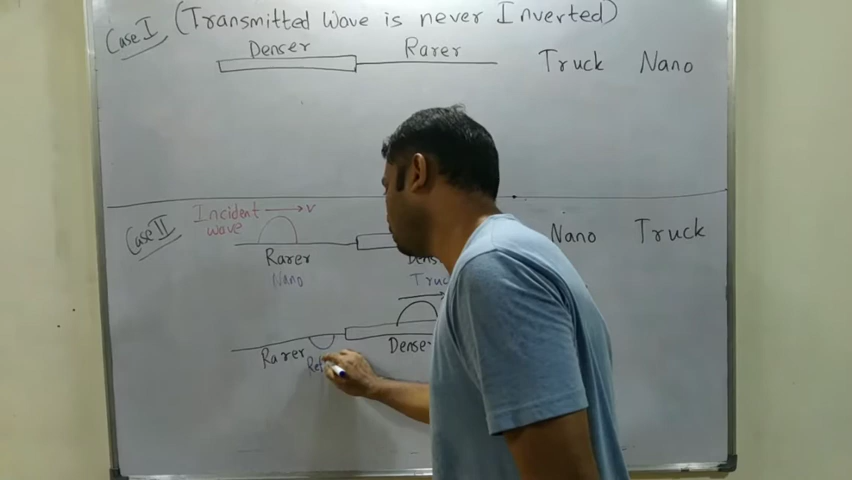 Case I (Transmitted Wave is never Inverted)
Denser Rarer Truck Nano
Case II Incident wave → v
Rarer Nano Truck
Nano
Rarer Denser